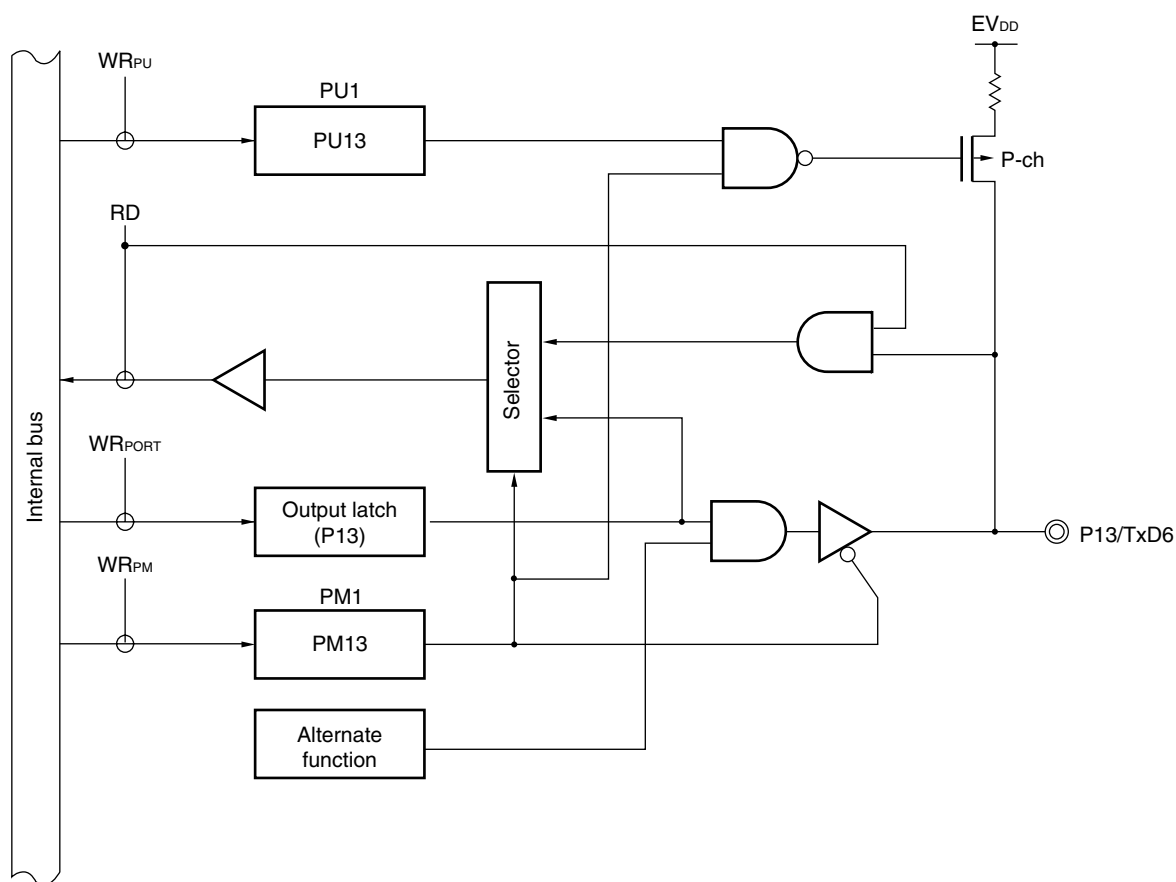 EVDD
WRPU
PU1
PU13
P-ch
RD
Selector
Internal bus
WRPORT
Output latch
(P13)
P13/TxD6
WRPM
PM1
PM13
Alternate
function